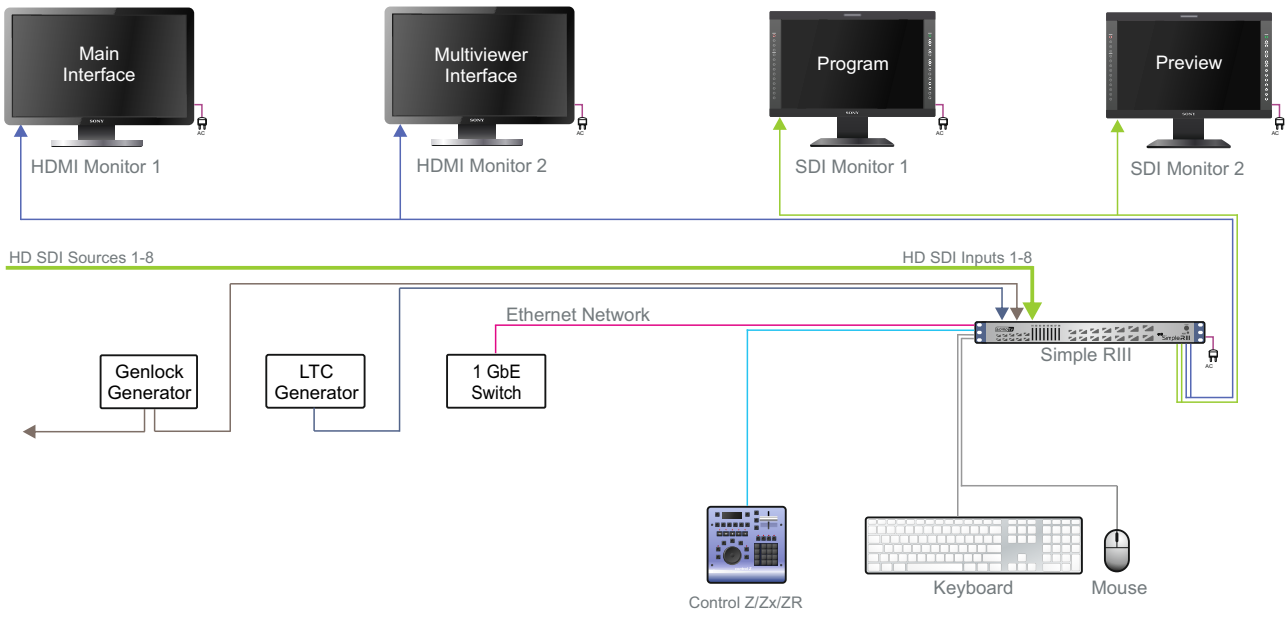 Main
Interface
Multiviewer
Interface
Program
Preview
SONY
SONY
SONY
SONY
AC
AC
AC
AC
HDMI Monitor 1
HDMI Monitor 2
SDI Monitor 1
SDI Monitor 2
HD SDI Sources 1-8
HD SDI Inputs 1-8
Ethernet Network
Simple RIII
Simple RIII
AC
Genlock
Generator
LTC
Generator
1 GbE
Switch
Control Z/Zx/ZR
Keyboard
Mouse